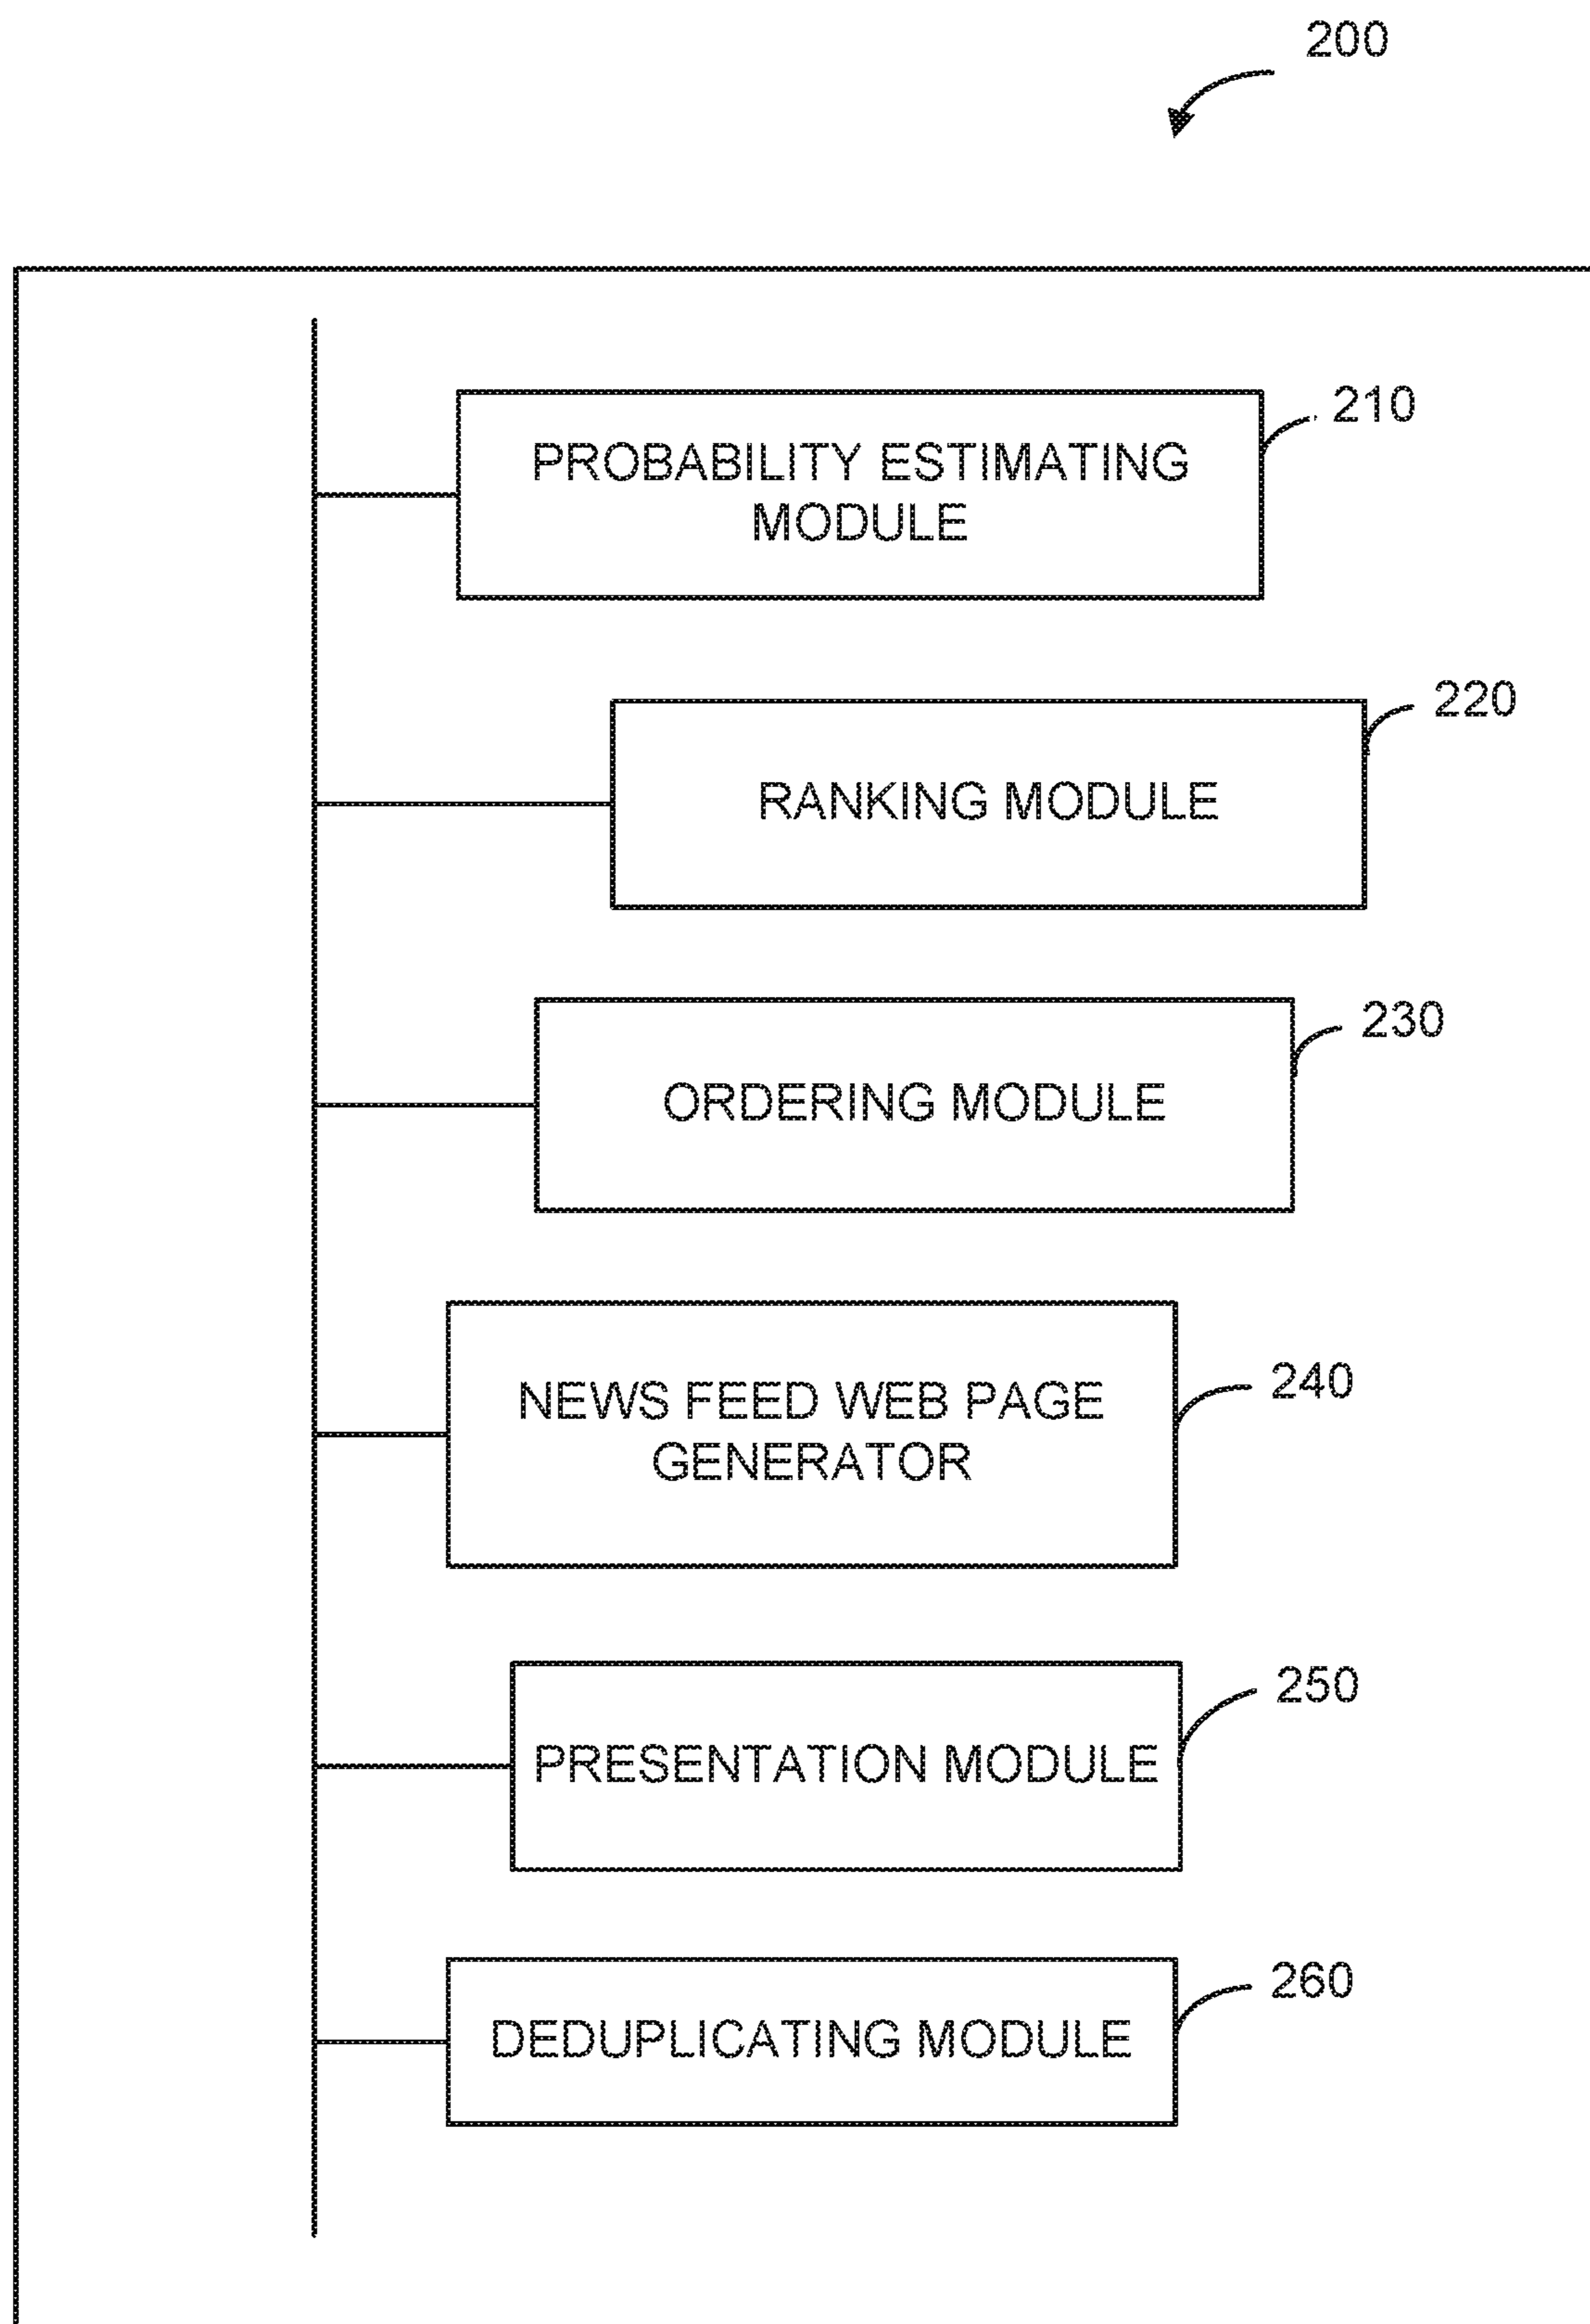 200
210
PROBABILITY ESTIMATING
MODULE
220
RANKING MODULE
230
ORDERING MODULE
240
NEWS FEED WEB PAGE
GENERATOR
250
PRESENTATION MODULE
260
DEDUPLICATING MODULE